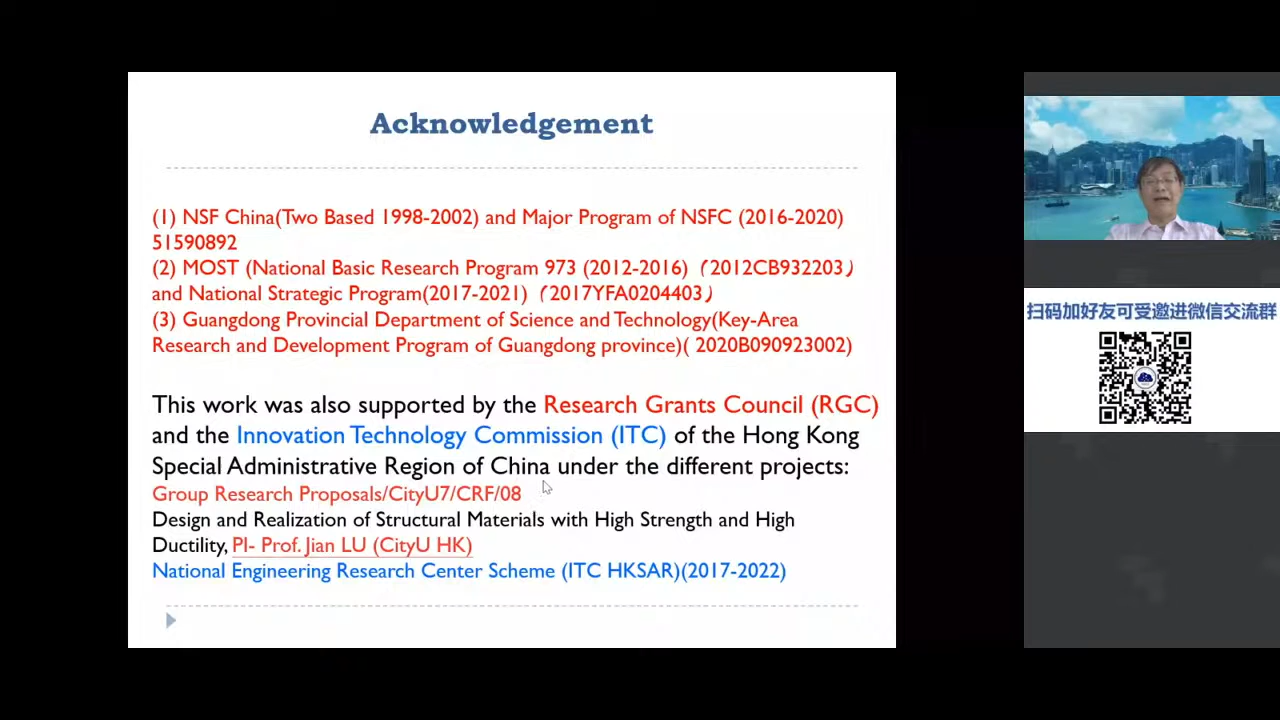 Acknowledgement
(1) NSF China(Two Based 1998-2002) and Major Program of NSFC (2016-2020)
51590892
(2) MOST (National Basic Research Program 973 (2012-2016) （2012CB932203）
and National Strategic Program(2017-2021) （2017YFA0204403）
(3) Guangdong Provincial Department of Science and Technology(Key-Area
Research and Development Program of Guangdong province)( 2020B090923002)
This work was also supported by the Research Grants Council (RGC)
and the Innovation Technology Commission (ITC) of the Hong Kong
Special Administrative Region of China under the different projects:
Group Research Proposals/CityU7/CRF/08
Design and Realization of Structural Materials with High Strength and High
Ductility, PI- Prof. Jian LU (CityU HK)
National Engineering Research Center Scheme (ITC HKSAR)(2017-2022)
扫码加好友可受邀进微信交流群